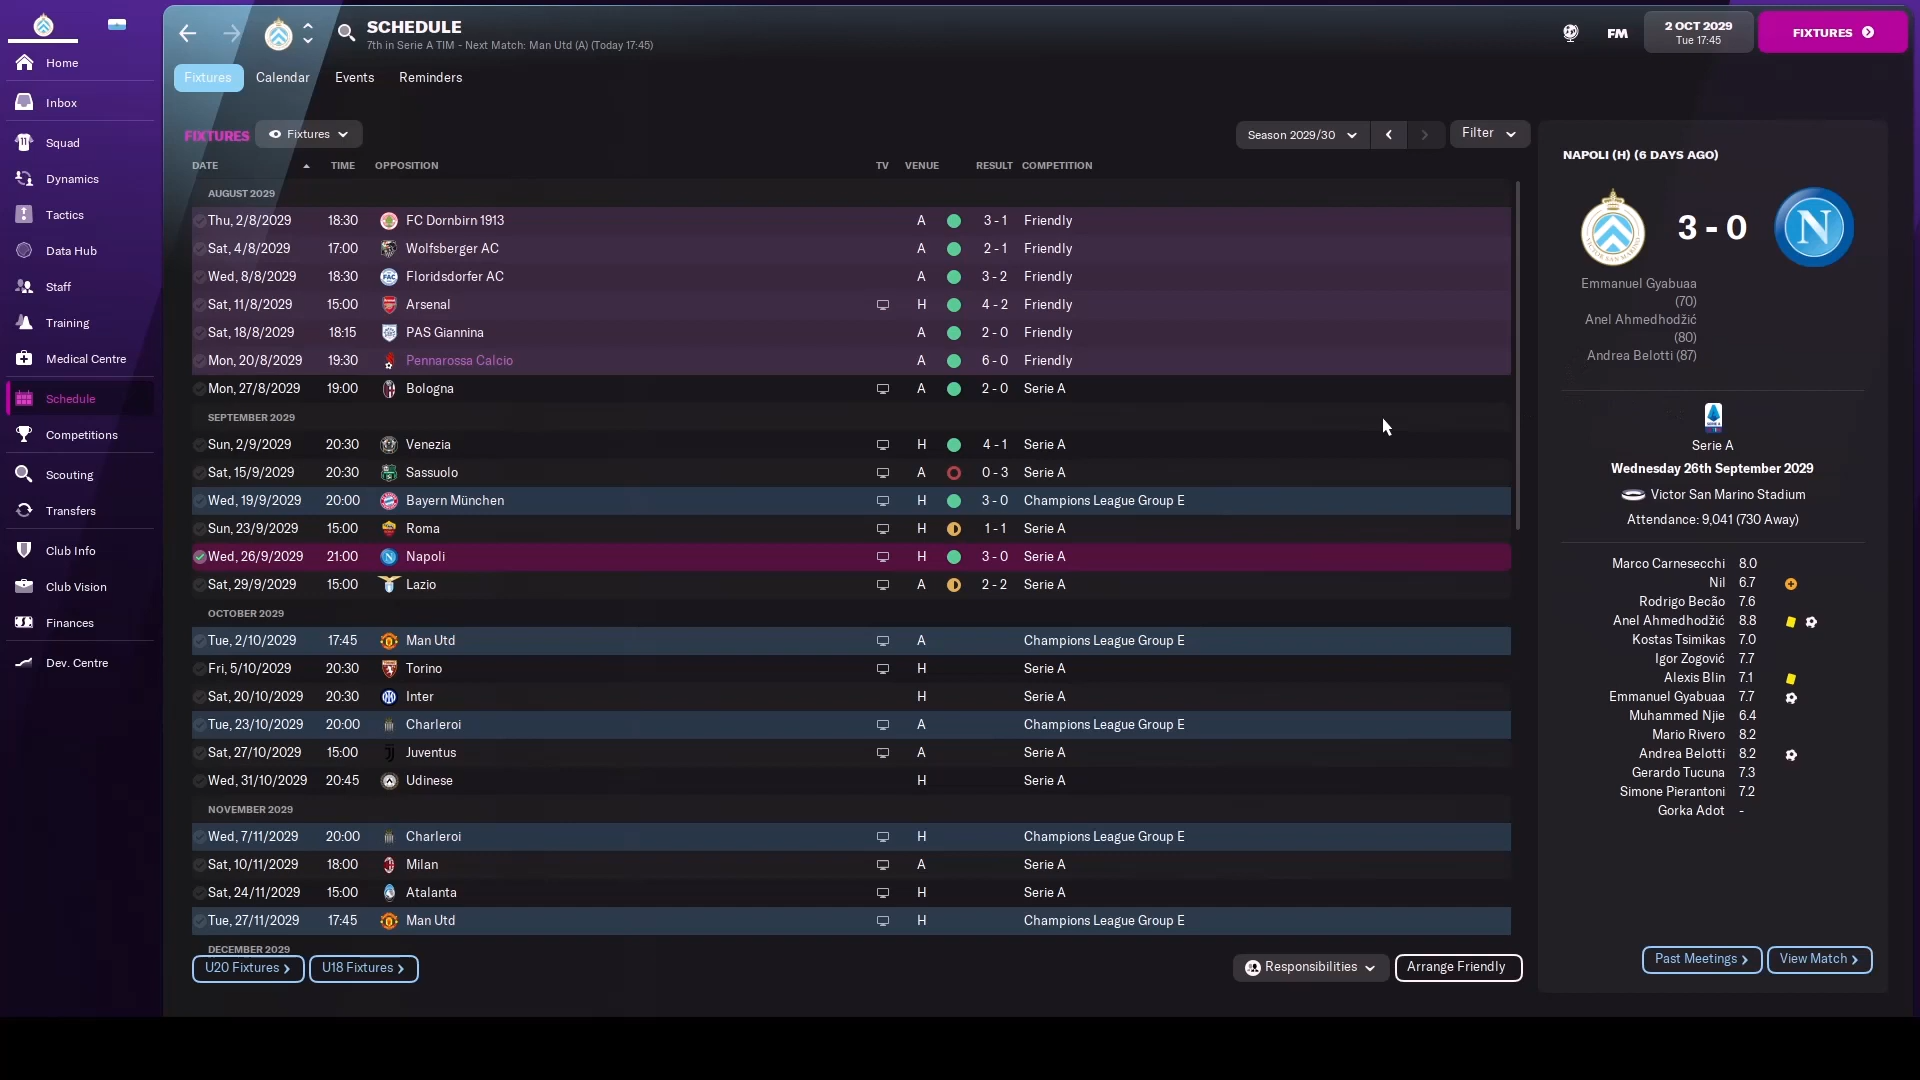 SCHEDULE
7th in Serie A TIM - Next Match: Man Utd (A) (Today 17:45)
FM
2 OCT 2029
Tue 17:45
FIXTURES
Home
Inbox
Squad
Dynamics
Tactics
Data Hub
Staff
Training
Medical Centre
Schedule
Competitions
Scouting
Transfers
Club Info
Club Vision
Finances
Dev. Centre
Fixtures Calendar Events Reminders
FIXTURES Fixtures Season 2029/30 Filter
DATE TIME OPPOSITION TV VENUE RESULT COMPETITION
AUGUST 2029
Thu, 2/8/2029 18:30 FC Dornbirn 1913 A 3 - 1 Friendly
Sat, 4/8/2029 17:00 Wolfsberger AC A 2 - 1 Friendly
Wed, 8/8/2029 18:30 Floridsdorfer AC A 3 - 2 Friendly
Sat, 11/8/2029 15:00 Arsenal H 4 - 2 Friendly
Sat, 18/8/2029 18:15 PAS Giannina A 2 - 0 Friendly
Mon, 20/8/2029 19:30 Pennarossa Calcio A 6 - 0 Friendly
Mon, 27/8/2029 19:00 Bologna A 2 - 0 Serie A
SEPTEMBER 2029
Sun, 2/9/2029 20:30 Venezia H 4 - 1 Serie A
Sat, 15/9/2029 20:30 Sassuolo A 0 - 3 Serie A
Wed, 19/9/2029 20:00 Bayern München H 3 - 0 Champions League Group E
Sun, 23/9/2029 15:00 Roma H 1 - 1 Serie A
Wed, 26/9/2029 21:00 Napoli H 3 - 0 Serie A
Sat, 29/9/2029 15:00 Lazio A 2 - 2 Serie A
OCTOBER 2029
Tue, 2/10/2029 17:45 Man Utd A Champions League Group E
Fri, 5/10/2029 20:30 Torino H Serie A
Sat, 20/10/2029 20:30 Inter H Serie A
Tue, 23/10/2029 20:00 Charleroi A Champions League Group E
Sat, 27/10/2029 15:00 Juventus A Serie A
Wed, 31/10/2029 20:45 Udinese H Serie A
NOVEMBER 2029
Wed, 7/11/2029 20:00 Charleroi H Champions League Group E
Sat, 10/11/2029 18:00 Milan A Serie A
Sat, 24/11/2029 15:00 Atalanta H Serie A
Tue, 27/11/2029 17:45 Man Utd H Champions League Group E
DECEMBER 2029
U20 Fixtures U18 Fixtures Responsibilities Arrange Friendly
NAPOLI (H) (6 DAYS AGO)
3 - 0
Emmanuel Gyabuaa
(70)
Anel Ahmedhodžić
(80)
Andrea Belotti (87)
Serie A
Wednesday 26th September 2029
Victor San Marino Stadium
Attendance: 9,041 (730 Away)
Marco Carnesecchi 8.0
Nil 6.7
Rodrigo Becão 7.6
Anel Ahmedhodžić 8.8
Kostas Tsimikas 7.0
Igor Zogović 7.7
Alexis Blin 7.1
Emmanuel Gyabuaa 7.7
Muhammed Njie 6.4
Mario Rivero 8.2
Andrea Belotti 8.2
Gerardo Tucuna 7.3
Simone Pierantoni 7.2
Gorka Adot -
Past Meetings View Match